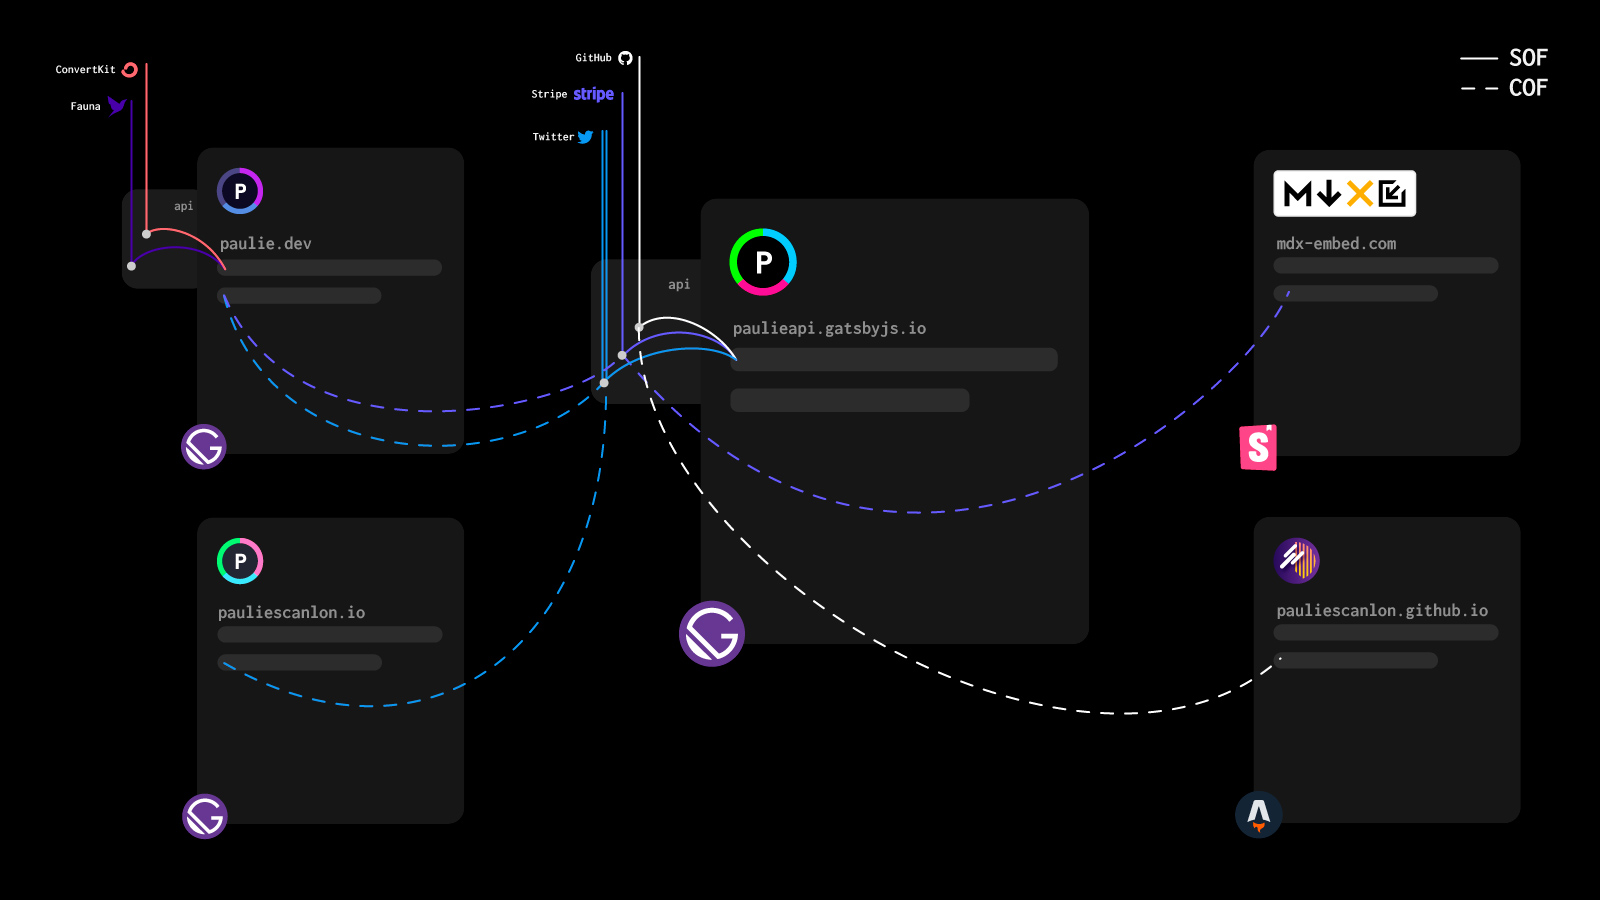 ConvertKit
Fauna
GitHub
Stripe stripe
Twitter
SOF
COF
api
P
paulie.dev
api
P
paulieapi.gatsbyjs.io
mdx-embed.com
S
P
pauliescanlon.io
pauliescanlon.github.io